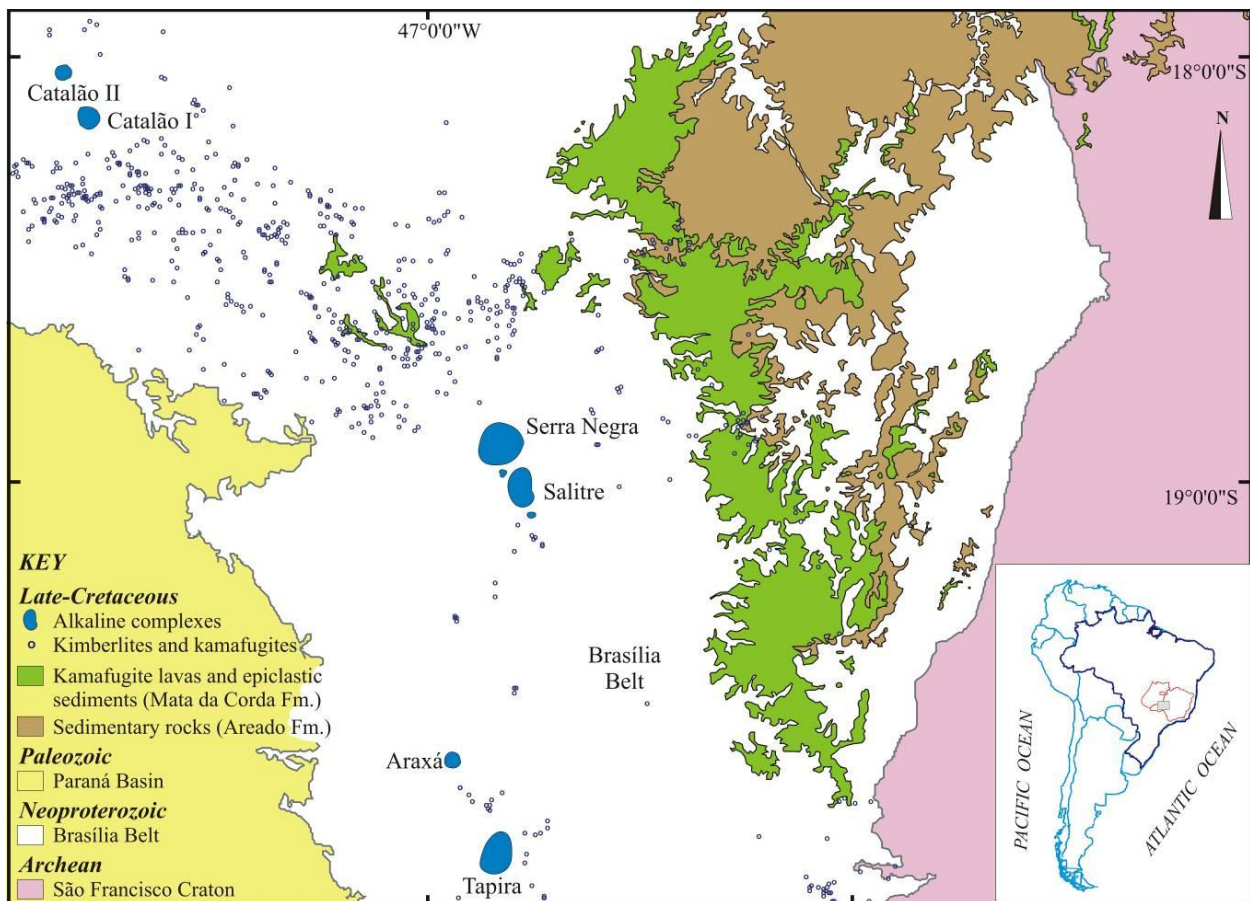 47°0'0"W
18°0'0"S
Catalão II
Catalão I
N
Serra Negra
Salitre
19°0'0"S
Brasília
Belt
Araxá
Tapira
KEY
Late-Cretaceous
Alkaline complexes
Kimberlites and kamafugites
Kamafugite lavas and epiclastic
sediments (Mata da Corda Fm.)
Sedimentary rocks (Areado Fm.)
Paleozoic
Paraná Basin
Neoproterozoic
Brasília Belt
Archean
São Francisco Craton
PACIFIC OCEAN
ATLANTIC OCEAN